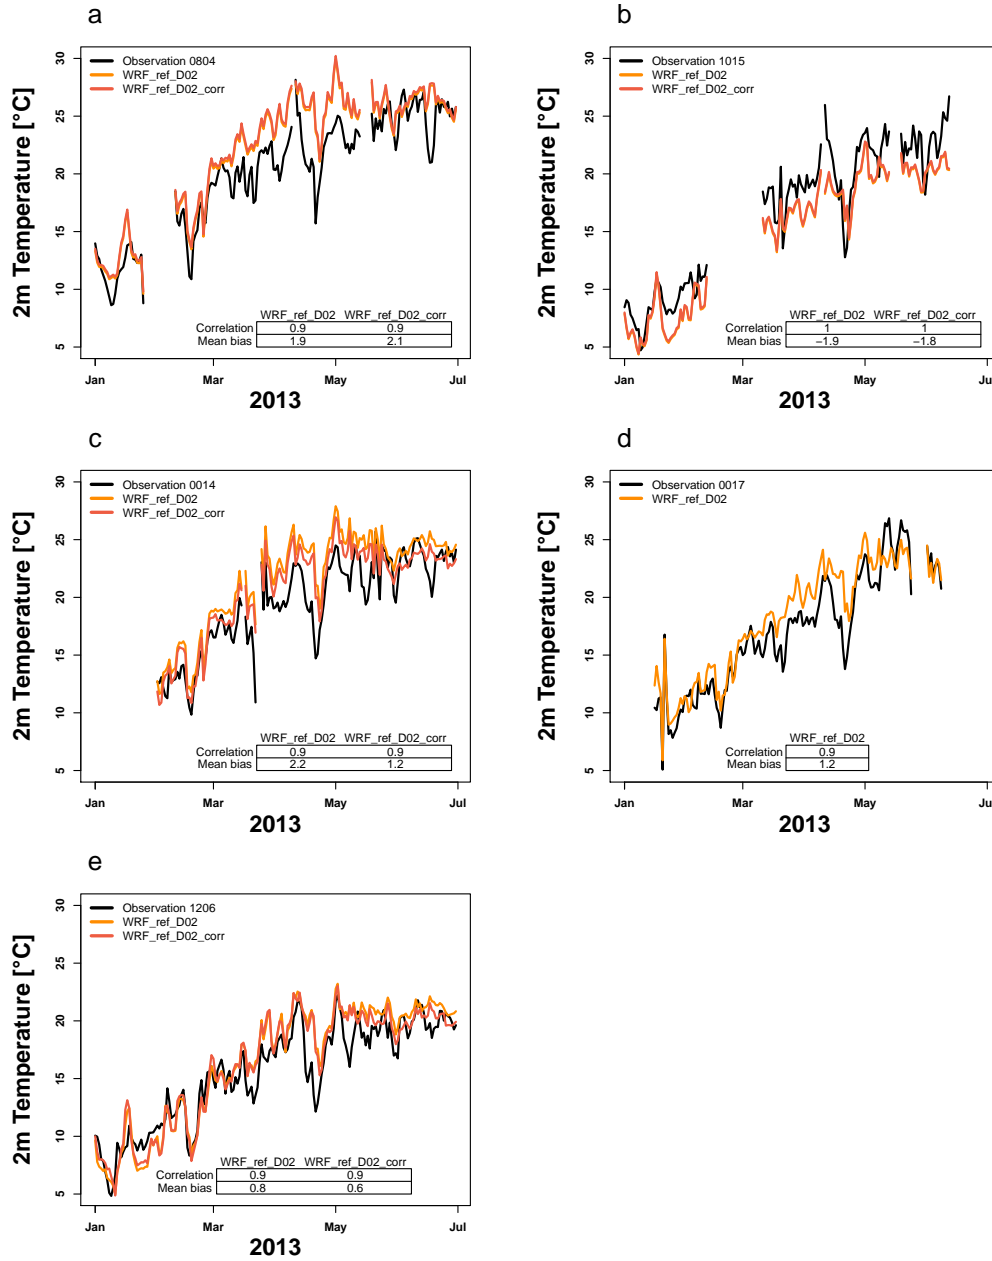 a
2m Temperature [°C]
30
25
20
15
10
5
Observation 0804
WRF_ref_D02
WRF_ref_D02_corr
WRF_ref_D02 WRF_ref_D02_corr
Correlation 0.9 0.9
Mean bias 1.9 2.1
Jan Mar May Jul
2013
b
2m Temperature [°C]
30
25
20
15
10
5
Observation 1015
WRF_ref_D02
WRF_ref_D02_corr
WRF_ref_D02 WRF_ref_D02_corr
Correlation 1 1
Mean bias −1.9 −1.8
Jan Mar May Jul
2013
c
2m Temperature [°C]
30
25
20
15
10
5
Observation 0014
WRF_ref_D02
WRF_ref_D02_corr
WRF_ref_D02 WRF_ref_D02_corr
Correlation 0.9 0.9
Mean bias 2.2 1.2
Jan Mar May Jul
2013
d
2m Temperature [°C]
30
25
20
15
10
5
Observation 0017
WRF_ref_D02
WRF_ref_D02
Correlation 0.9
Mean bias 1.2
Jan Mar May Jul
2013
e
2m Temperature [°C]
30
25
20
15
10
5
Observation 1206
WRF_ref_D02
WRF_ref_D02_corr
WRF_ref_D02 WRF_ref_D02_corr
Correlation 0.9 0.9
Mean bias 0.8 0.6
Jan Mar May Jul
2013